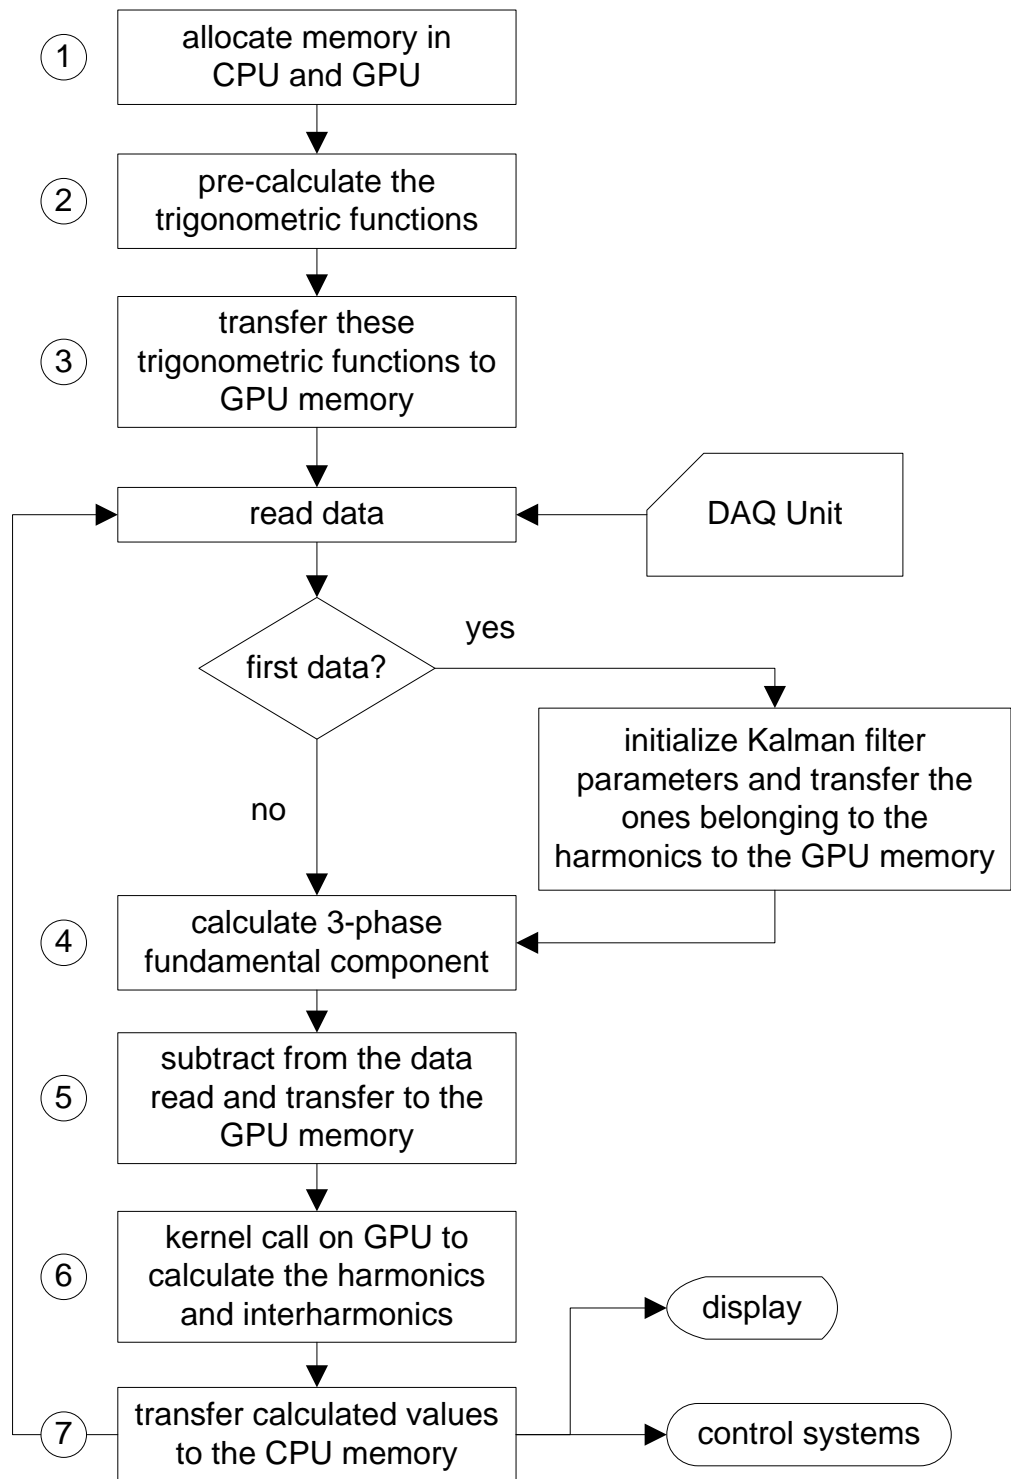 1
allocate memory in
CPU and GPU
2
pre-calculate the
trigonometric functions
3
transfer these
trigonometric functions to
GPU memory
read data
DAQ Unit
first data?
yes
initialize Kalman filter
parameters and transfer the
ones belonging to the
harmonics to the GPU memory
no
4
calculate 3-phase
fundamental component
5
subtract from the data
read and transfer to the
GPU memory
6
kernel call on GPU to
calculate the harmonics
and interharmonics
display
7
transfer calculated values
to the CPU memory
control systems